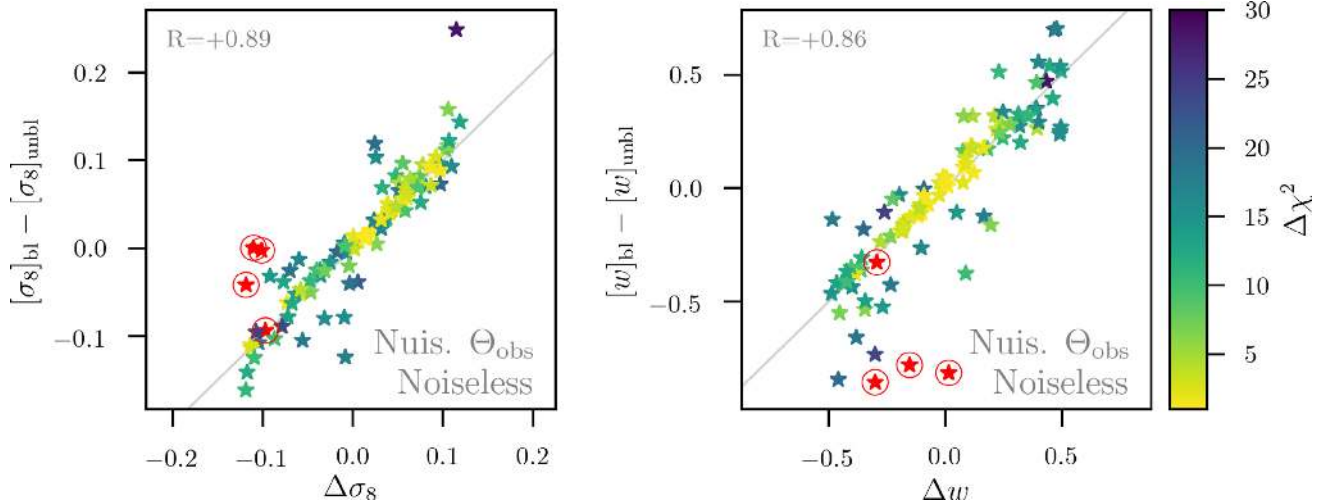 R=+0.89
[σ₈]bl − [σ₈]unbl
0.2
0.1
0.0
−0.1
Nuis. Θobs
Noiseless
−0.2
−0.1
0.0
0.1
0.2
Δσ₈
R=+0.86
[w]bl − [w]unbl
0.5
0.0
−0.5
Nuis. Θobs
Noiseless
−0.5
0.0
0.5
Δw
30
25
20
15
10
5
Δχ²